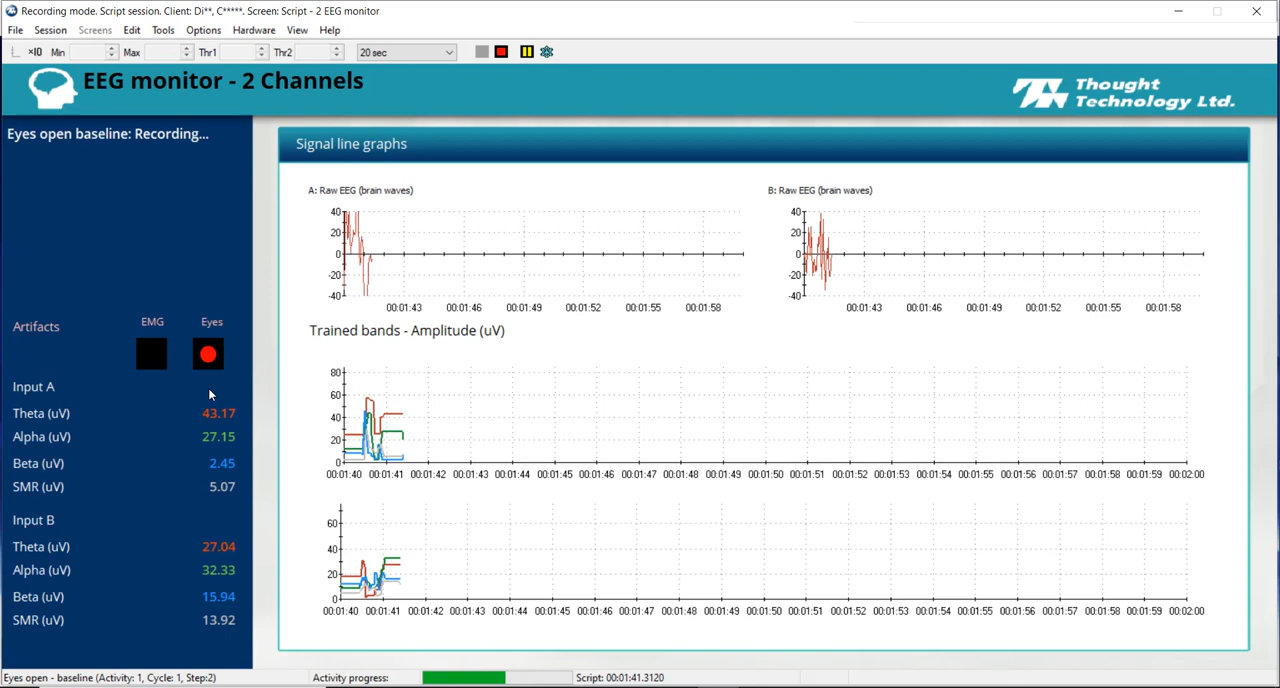 Recording mode. Script session. Client: Di**, C*****. Screen: Script - 2 EEG monitor
File Session Screens Edit Tools Options Hardware View Help
×10 Min Max Thr1 Thr2 20 sec
EEG monitor - 2 Channels
Thought
Technology Ltd.
Eyes open baseline: Recording...
Signal line graphs
A: Raw EEG (brain waves) B: Raw EEG (brain waves)
40 40
20 20
0 0
-20 -20
-40 -40
00:01:43 00:01:46 00:01:49 00:01:52 00:01:55 00:01:58 00:01:43 00:01:46 00:01:49 00:01:52 00:01:55 00:01:58
Artifacts EMG Eyes
Trained bands - Amplitude (uV)
Input A
Theta (uV) 43.17
Alpha (uV) 27.15
Beta (uV) 2.45
SMR (uV) 5.07
80
60
40
20
0
00:01:40 00:01:41 00:01:42 00:01:43 00:01:44 00:01:45 00:01:46 00:01:47 00:01:48 00:01:49 00:01:50 00:01:51 00:01:52 00:01:53 00:01:54 00:01:55 00:01:56 00:01:57 00:01:58 00:01:59 00:02:00
Input B
Theta (uV) 27.04
Alpha (uV) 32.33
Beta (uV) 15.94
SMR (uV) 13.92
60
40
20
0
00:01:40 00:01:41 00:01:42 00:01:43 00:01:44 00:01:45 00:01:46 00:01:47 00:01:48 00:01:49 00:01:50 00:01:51 00:01:52 00:01:53 00:01:54 00:01:55 00:01:56 00:01:57 00:01:58 00:01:59 00:02:00
Eyes open - baseline (Activity: 1, Cycle: 1, Step:2) Activity progress: Script: 00:01:41.3120